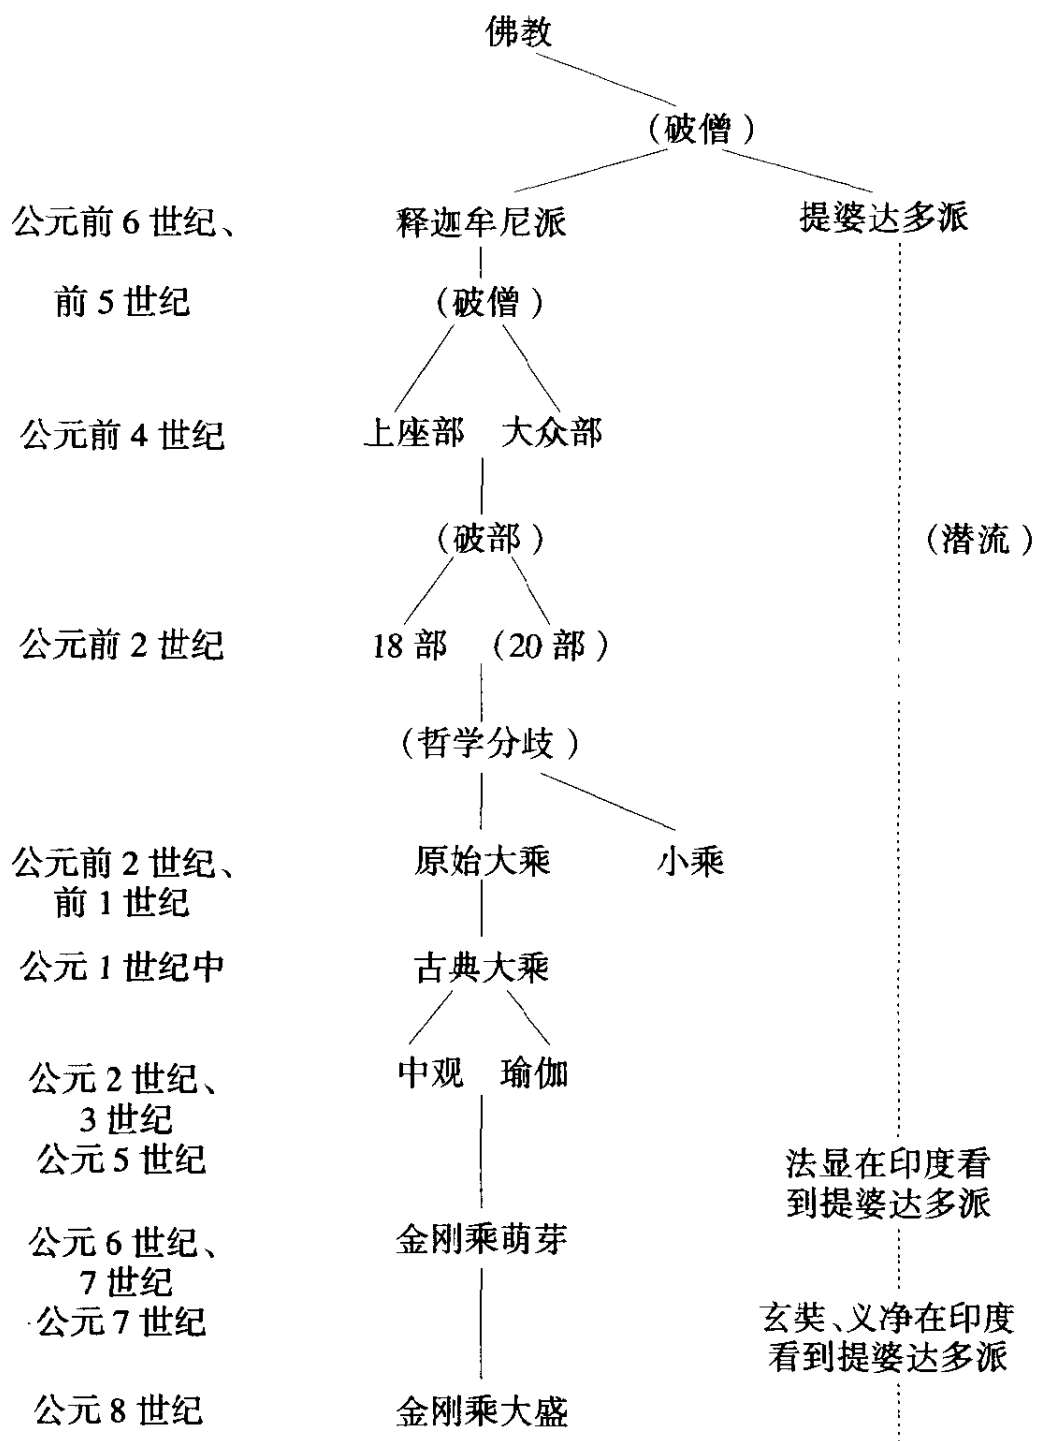 佛教
(破僧)
公元前 6 世纪、 释迦牟尼派 提婆达多派
前 5 世纪 (破僧)
公元前 4 世纪 上座部 大众部
(破部) (潜流)
公元前 2 世纪 18 部 (20 部)
(哲学分歧)
公元前 2 世纪、 原始大乘 小乘
前 1 世纪
公元 1 世纪中 古典大乘
公元 2 世纪、 中观 瑜伽
3 世纪
公元 5 世纪 法显在印度看
到提婆达多派
公元 6 世纪、 金刚乘萌芽
7 世纪
公元 7 世纪 玄奘、义净在印度
看到提婆达多派
公元 8 世纪 金刚乘大盛